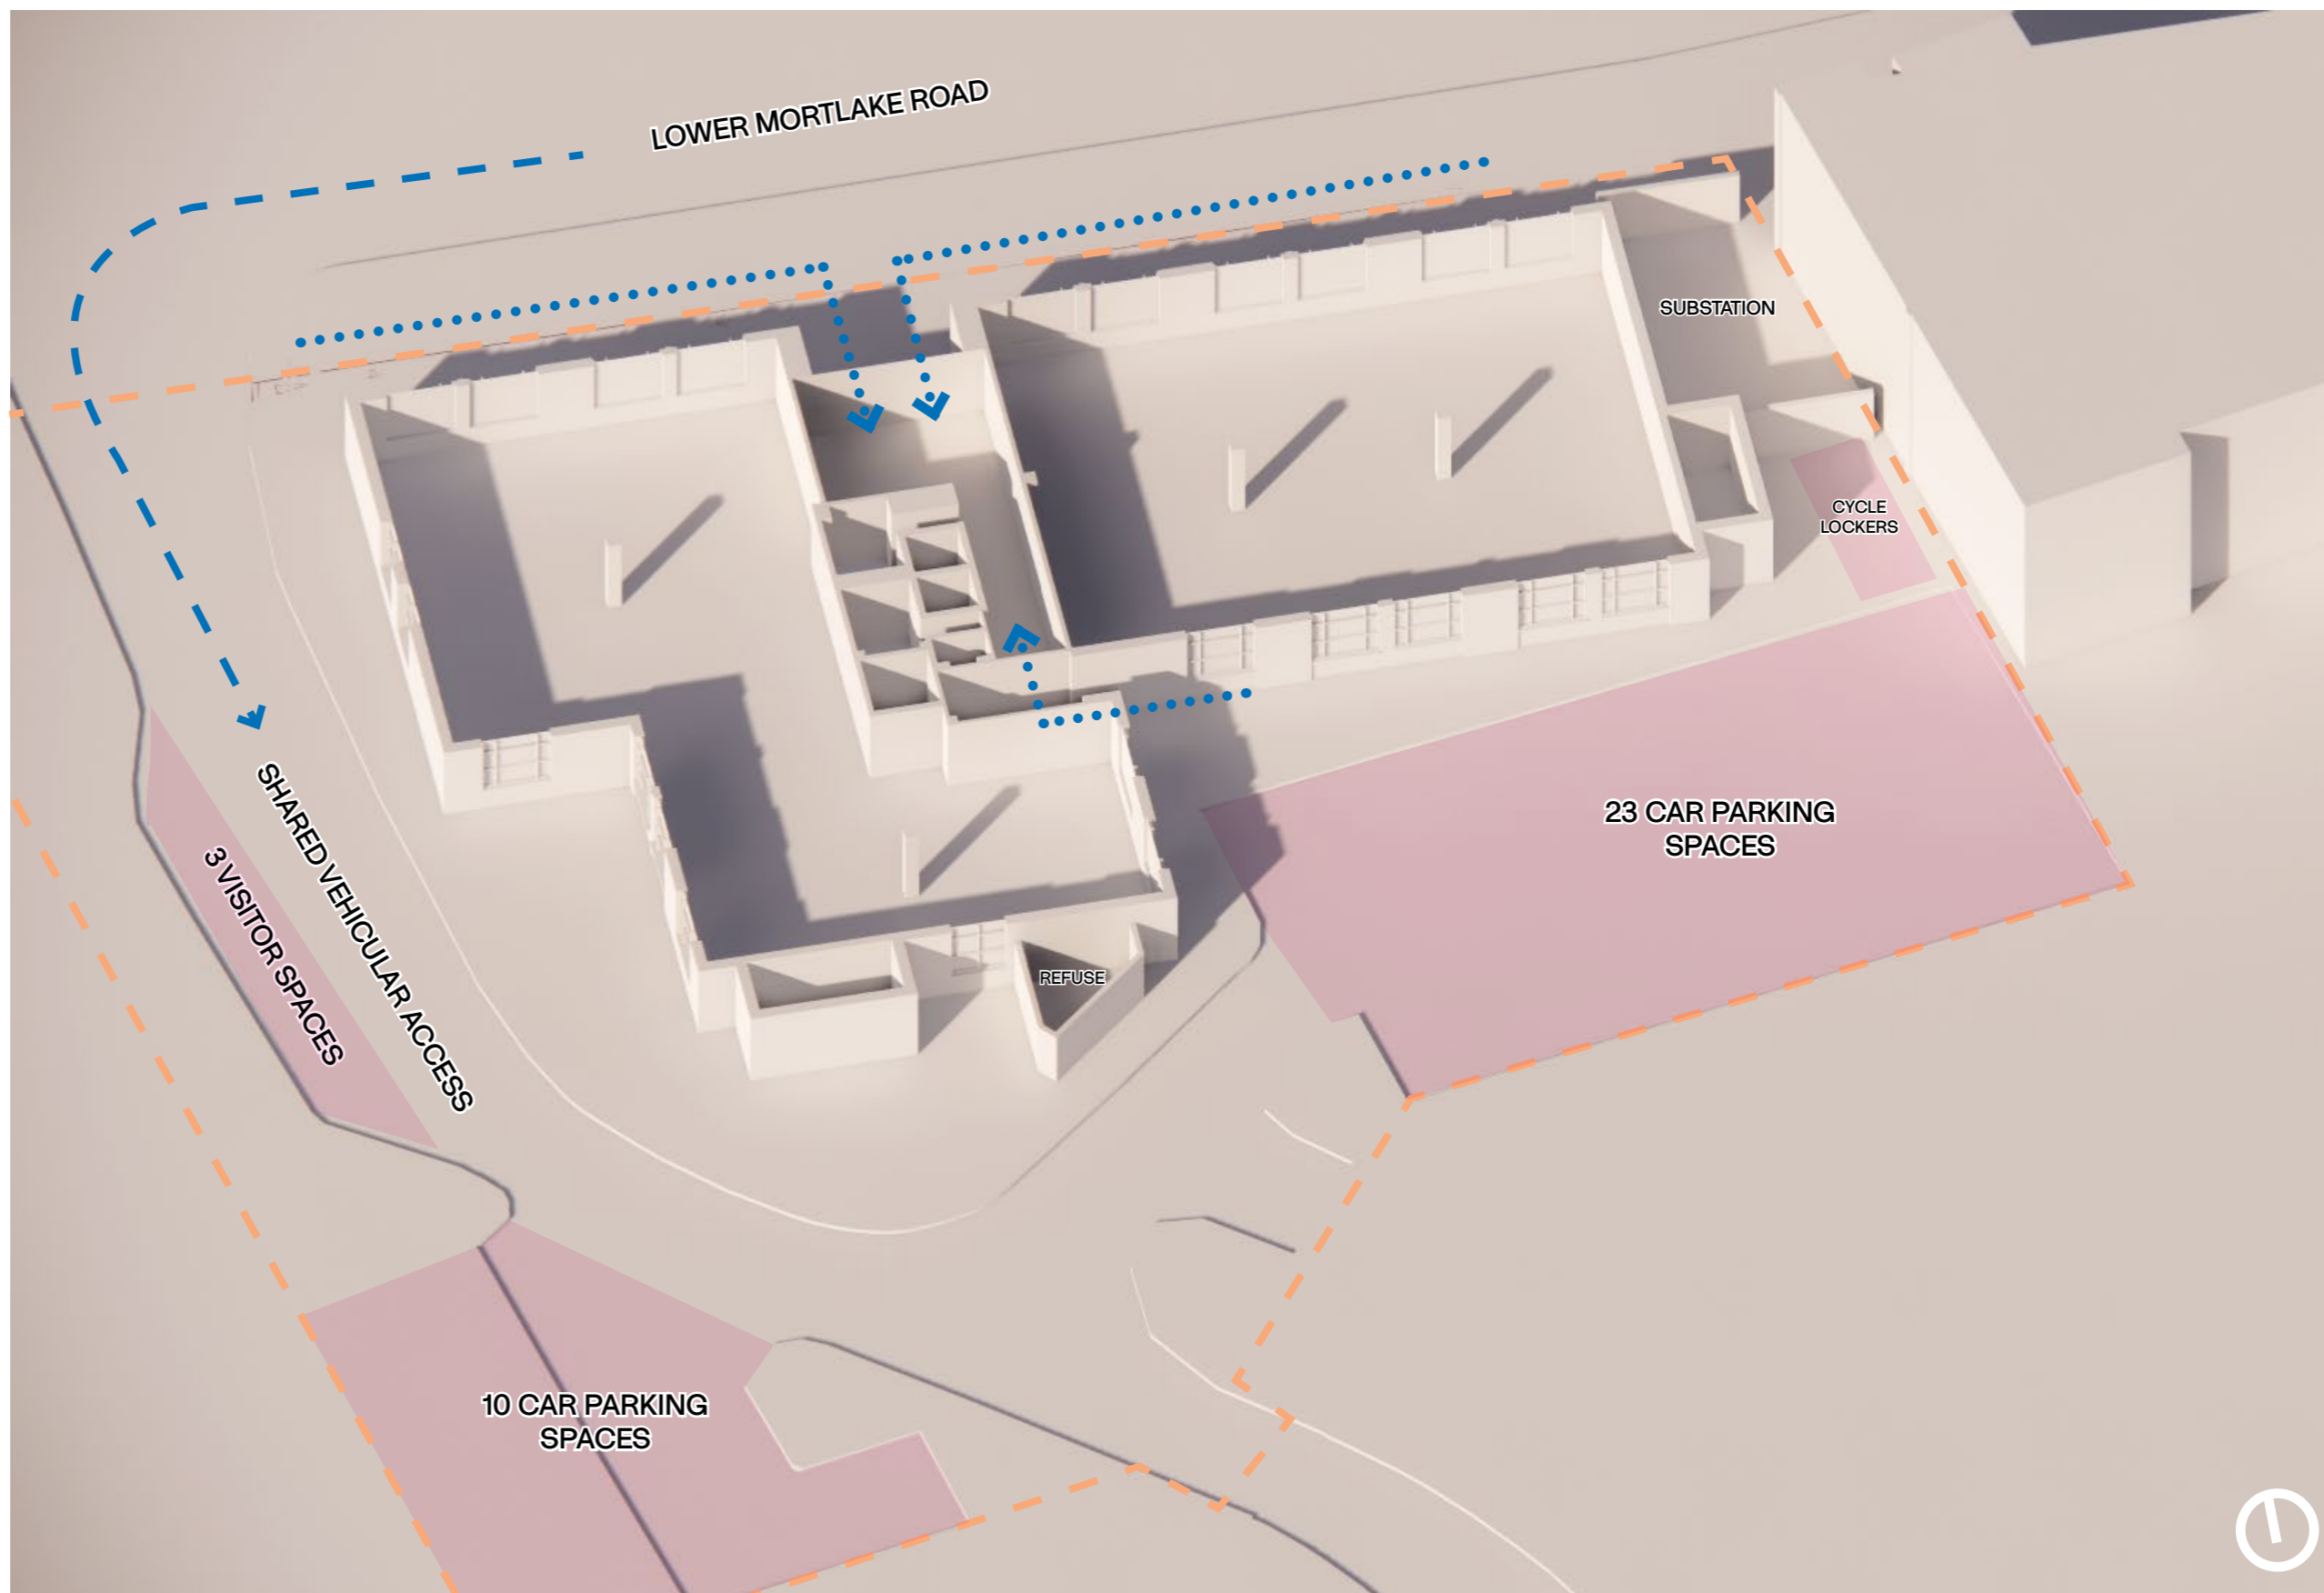 LOWER MORTLAKE ROAD
SUBSTATION
CYCLE
LOCKERS
23 CAR PARKING
SPACES
SHARED VEHICULAR ACCESS
3 VISITOR SPACES
REFUSE
10 CAR PARKING
SPACES